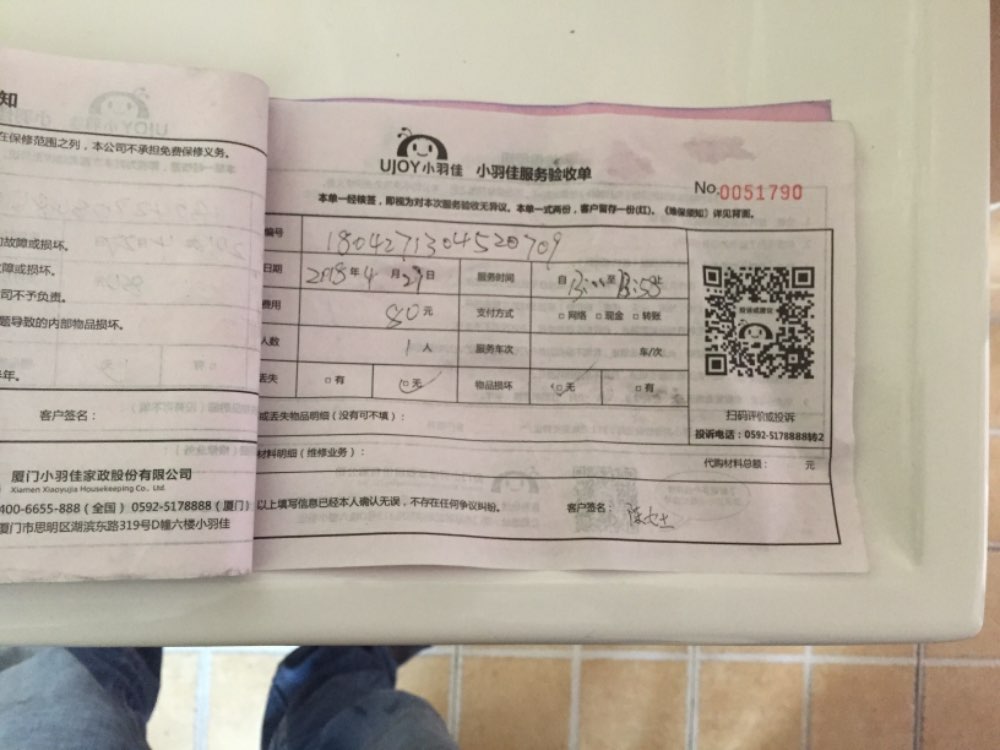 知
在保修范围之列，本公司不承担免费保修义务。
故障或损坏。
障或损坏。
司不予负责。
题导致的内部物品损坏。
年。
客户签名：
厦门小羽佳家政股份有限公司
Xiamen Xiaoyujia Housekeeping Co., Ltd.
400-6655-888（全国） 0592-5178888（厦门）
厦门市思明区湖滨东路319号D幢六楼小羽佳
UJOY小羽佳 小羽佳服务验收单
No.0051790
本单一经核签，即视为对本次服务验收无异议。本单一式两份，客户留存一份(红)。《维保须知》详见背面。
编号 1804271304520709
日期 2018年4月29日 服务时间 自 至
费用 80元 支付方式 □网络 □现金 □转账
人数 1人 服务车次 车/次
丢失 □有 □无 物品损坏 □无 □有
投诉或建议
扫码评价或投诉
投诉电话：0592-5178888转2
或丢失物品明细（没有可不填）：
材料明细（维修业务）： 代购材料总额： 元
以上填写信息已经本人确认无误，不存在任何争议纠纷。 客户签名：陈女士